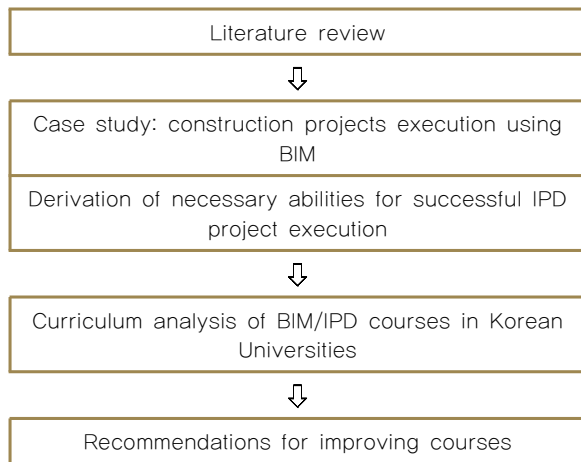 Literature review
Case study: construction projects execution using
BIM
Derivation of necessary abilities for successful IPD
project execution
Curriculum analysis of BIM/IPD courses in Korean
Universities
Recommendations for improving courses